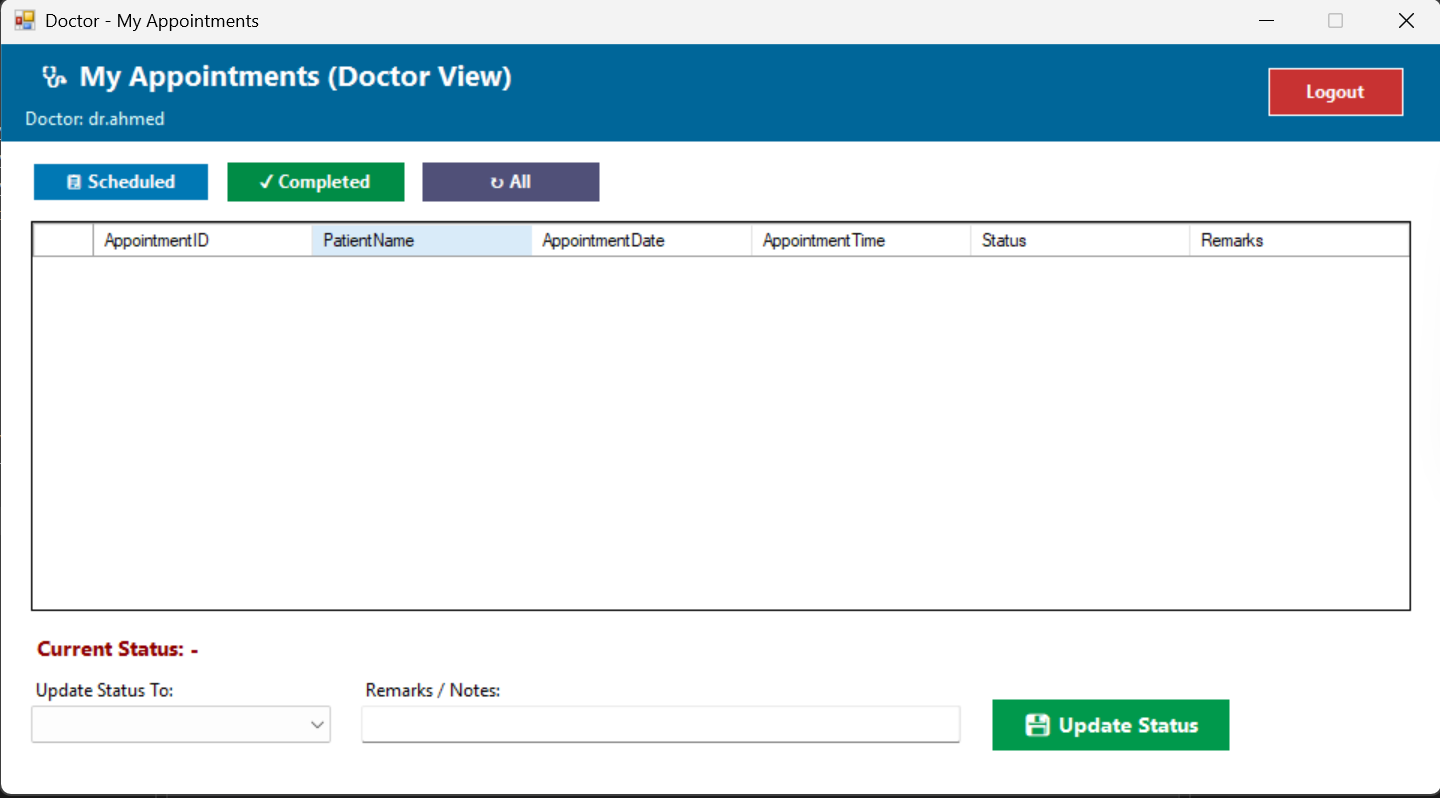 Doctor - My Appointments
My Appointments (Doctor View)
Doctor: dr.ahmed
Logout
Scheduled
✓ Completed
↻ All
AppointmentID PatientName AppointmentDate AppointmentTime Status Remarks
Current Status: -
Update Status To:
Remarks / Notes:
Update Status